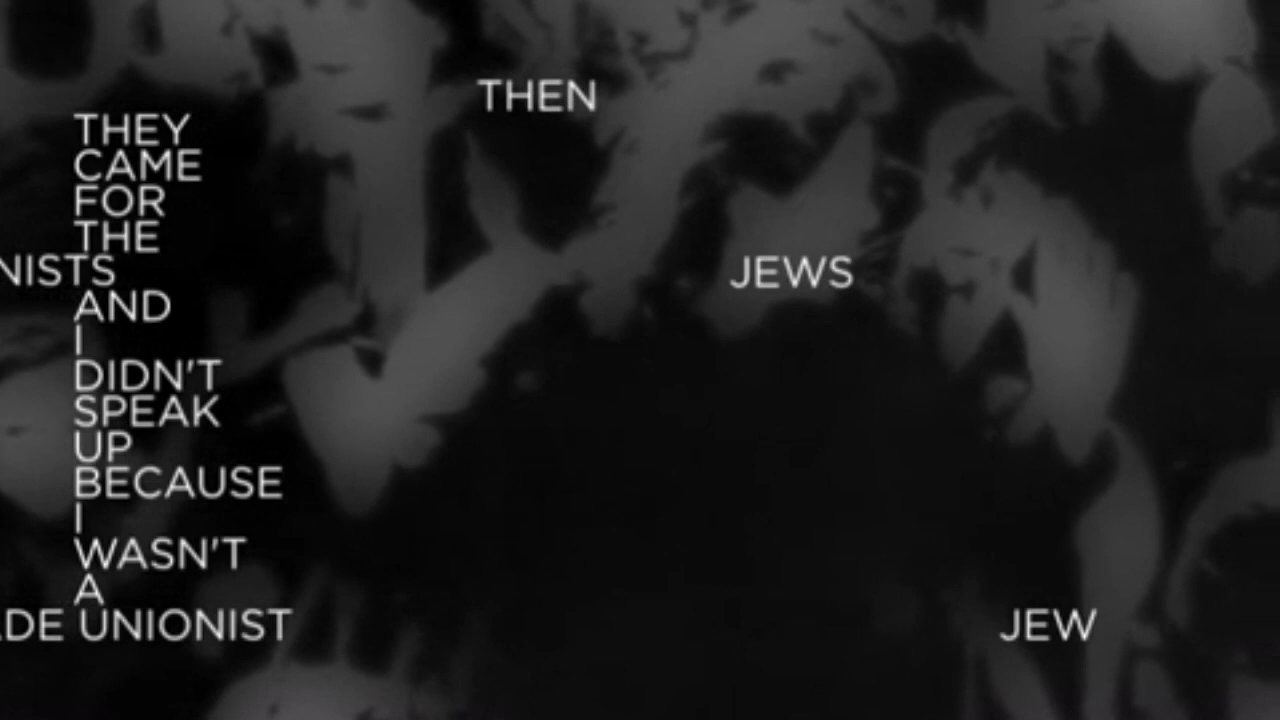 THEN
THEY
CAME
FOR
THE
NISTS JEWS
AND
I
DIDN'T
SPEAK
UP
BECAUSE
I
WASN'T
A
ADE UNIONIST JEW